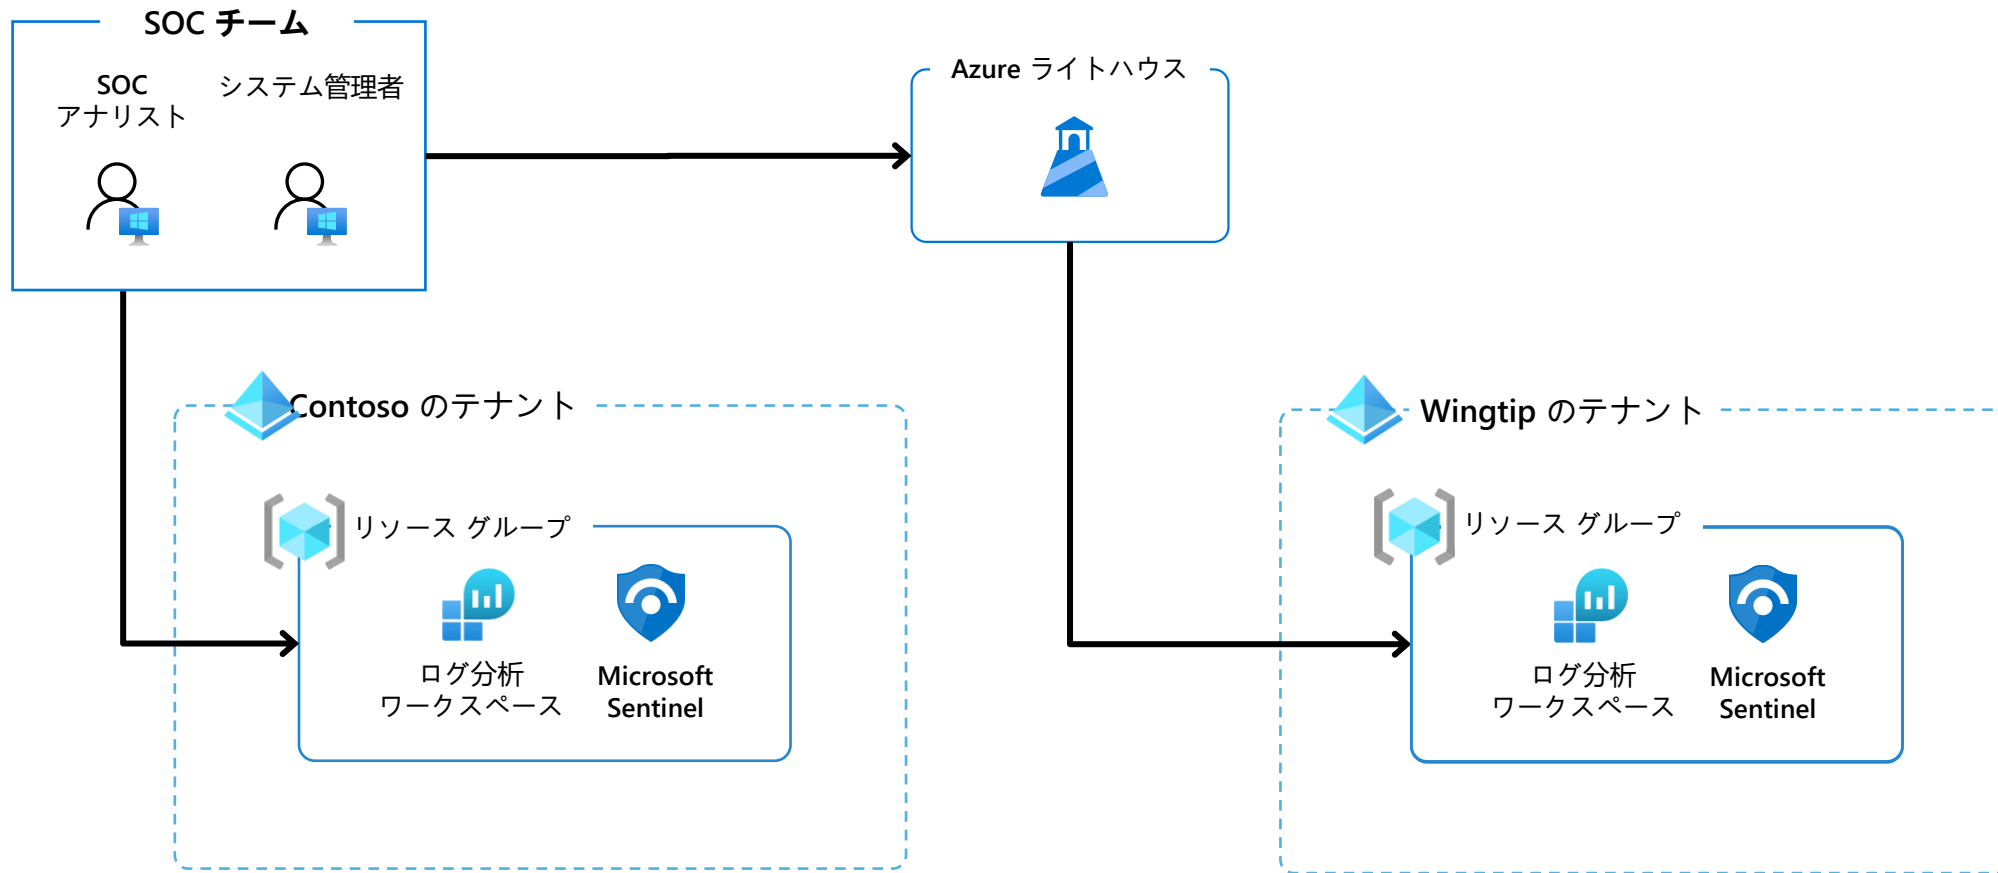 SOC チーム
SOC
アナリスト
システム管理者
Azure ライトハウス
Contoso のテナント
リソース グループ
ログ分析
ワークスペース
Microsoft
Sentinel
Wingtip のテナント
リソース グループ
ログ分析
ワークスペース
Microsoft
Sentinel